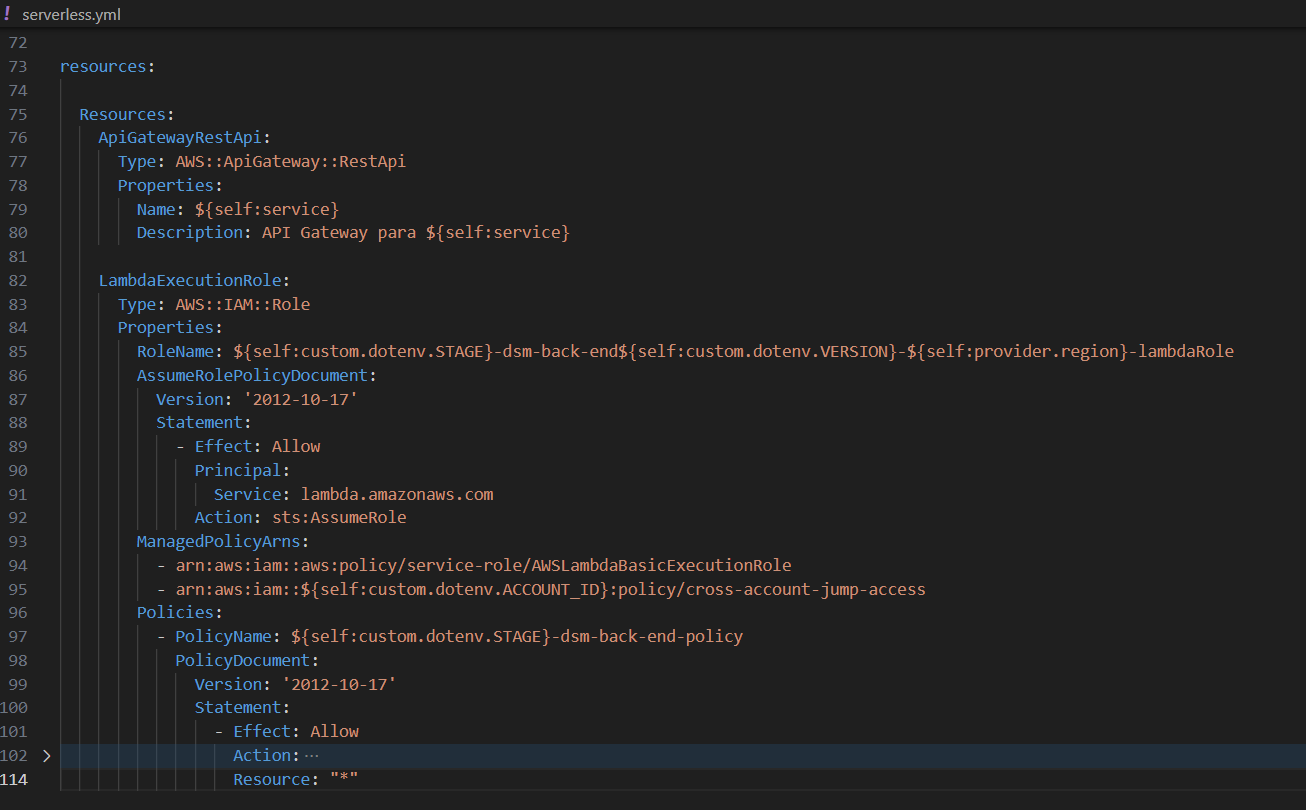 ! serverless.yml
72
73 resources:
74
75 Resources:
76 ApiGatewayRestApi:
77 Type: AWS::ApiGateway::RestApi
78 Properties:
79 Name: ${self:service}
80 Description: API Gateway para ${self:service}
81
82 LambdaExecutionRole:
83 Type: AWS::IAM::Role
84 Properties:
85 RoleName: ${self:custom.dotenv.STAGE}-dsm-back-end${self:custom.dotenv.VERSION}-${self:provider.region}-lambdaRole
86 AssumeRolePolicyDocument:
87 Version: '2012-10-17'
88 Statement:
89 - Effect: Allow
90 Principal:
91 Service: lambda.amazonaws.com
92 Action: sts:AssumeRole
93 ManagedPolicyArns:
94 - arn:aws:iam::aws:policy/service-role/AWSLambdaBasicExecutionRole
95 - arn:aws:iam::${self:custom.dotenv.ACCOUNT_ID}:policy/cross-account-jump-access
96 Policies:
97 - PolicyName: ${self:custom.dotenv.STAGE}-dsm-back-end-policy
98 PolicyDocument:
99 Version: '2012-10-17'
100 Statement:
101 - Effect: Allow
102 Action:···
114 Resource: "*"